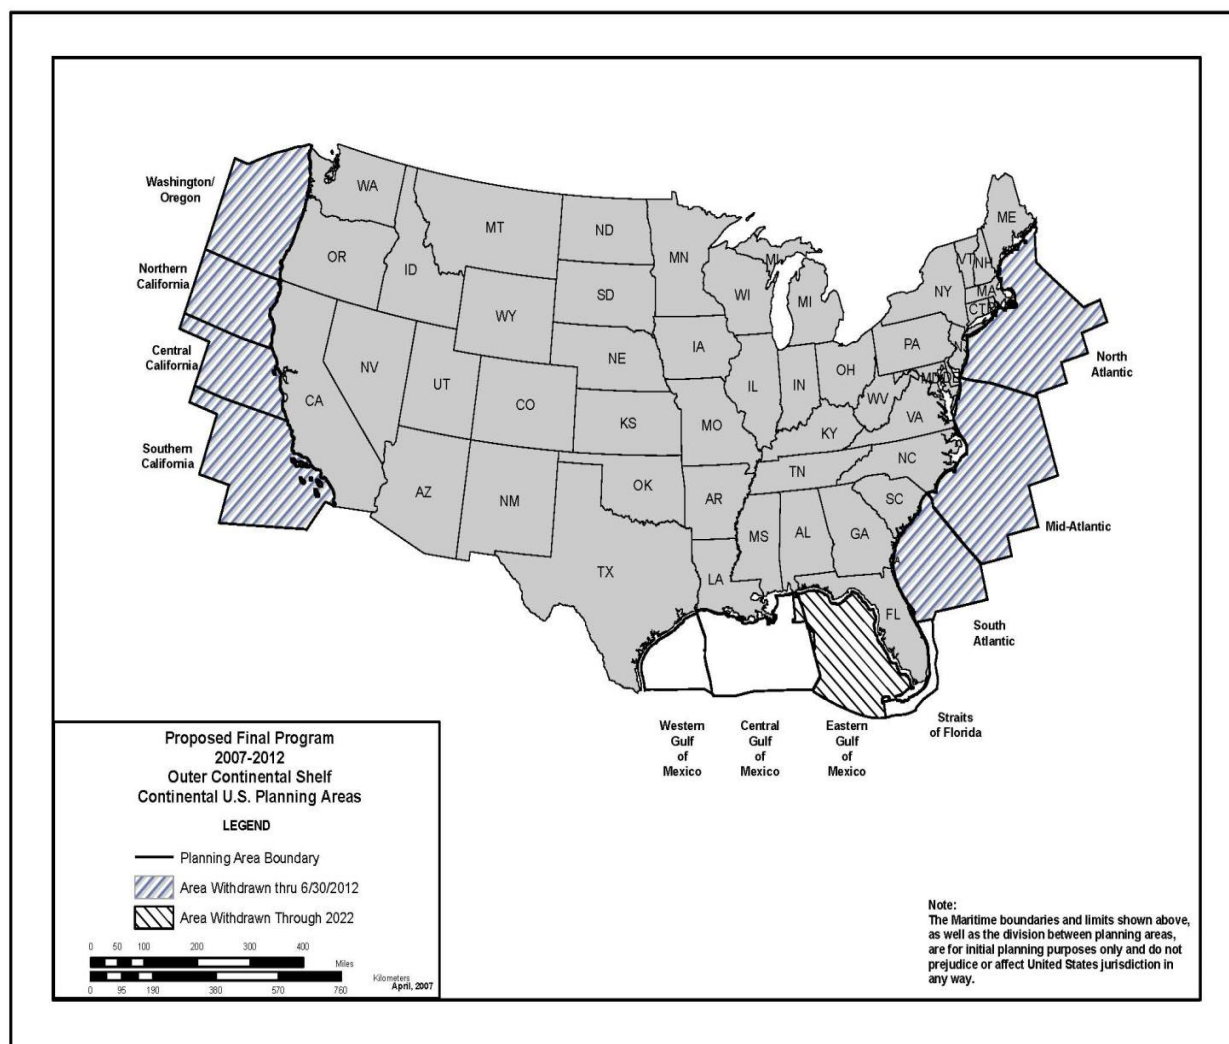 Washington/
Oregon
Northern
California
Central
California
Southern
California
WA
OR
ID
MT
ND
MN
SD
WY
NE
IA
WI
MI
MI
NV
UT
CO
CA
KS
MO
IL
IN
OH
KY
WV
VA
PA
NY
VT
NH
ME
MA
CT
MD
DE
NJ
AZ
NM
OK
AR
TN
NC
SC
TX
LA
MS
AL
GA
FL
North
Atlantic
Mid-Atlantic
South
Atlantic
Straits
of Florida
Western
Gulf
of
Mexico
Central
Gulf
of
Mexico
Eastern
Gulf
of
Mexico
Proposed Final Program
2007-2012
Outer Continental Shelf
Continental U.S. Planning Areas
LEGEND
Planning Area Boundary
Area Withdrawn thru 6/30/2012
Area Withdrawn Through 2022
0 50 100 200 300 400
Miles
Kilometers
0 95 190 380 570 760
April, 2007
Note:
The Maritime boundaries and limits shown above,
as well as the division between planning areas,
are for initial planning purposes only and do not
prejudice or affect United States jurisdiction in
any way.